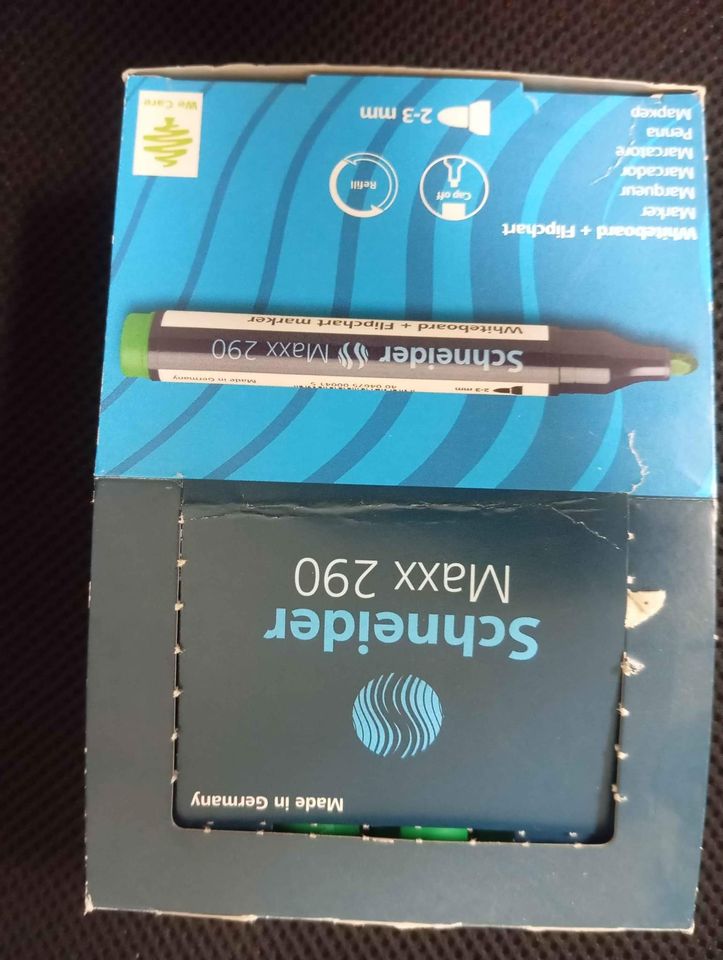 Made in Germany
Schneider
Maxx 290
2-3 mm
Made in Germany
Schneider Maxx 290
Whiteboard + Flipchart marker
Whiteboard + Flipchart
Marker
Marqueur
Marcador
Marcatore
Penna
Маркер
Cap off
Refill
2-3 mm
We Care